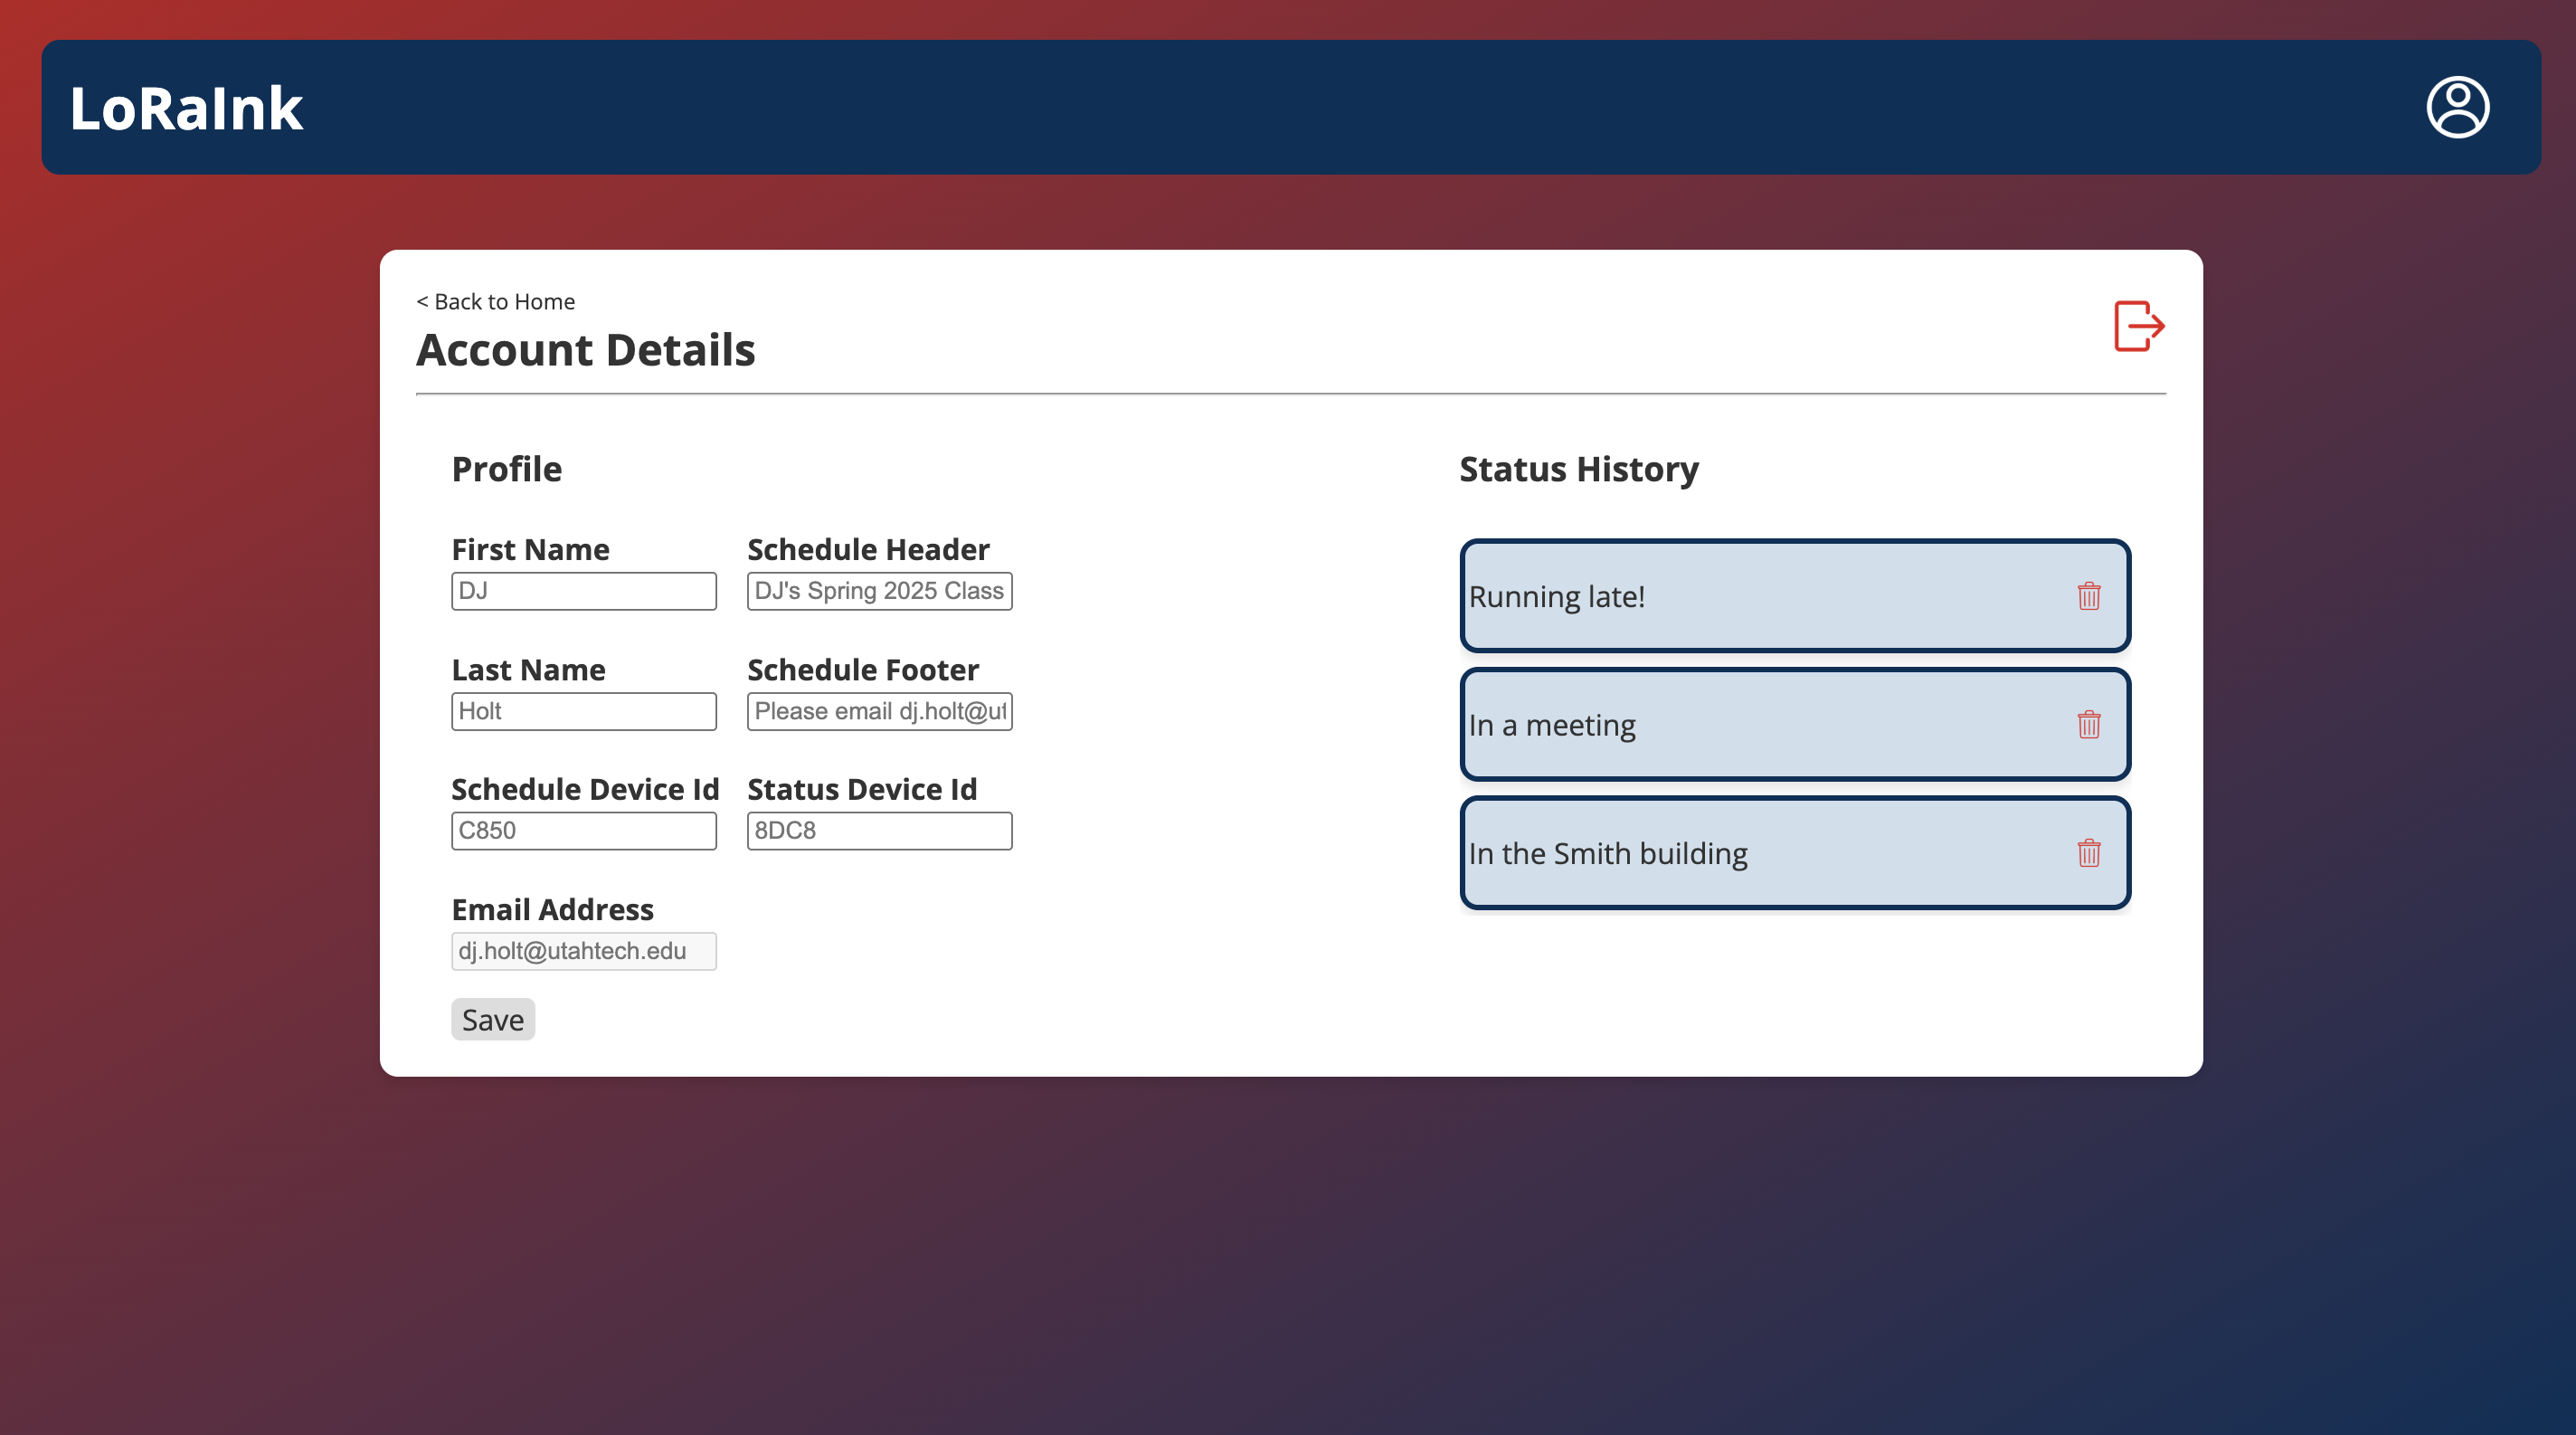 LoRaInk
< Back to Home
Account Details
Profile
First Name
DJ
Schedule Header
DJ's Spring 2025 Class
Last Name
Holt
Schedule Footer
Please email dj.holt@ut
Schedule Device Id
C850
Status Device Id
8DC8
Email Address
dj.holt@utahtech.edu
Save
Status History
Running late!
In a meeting
In the Smith building